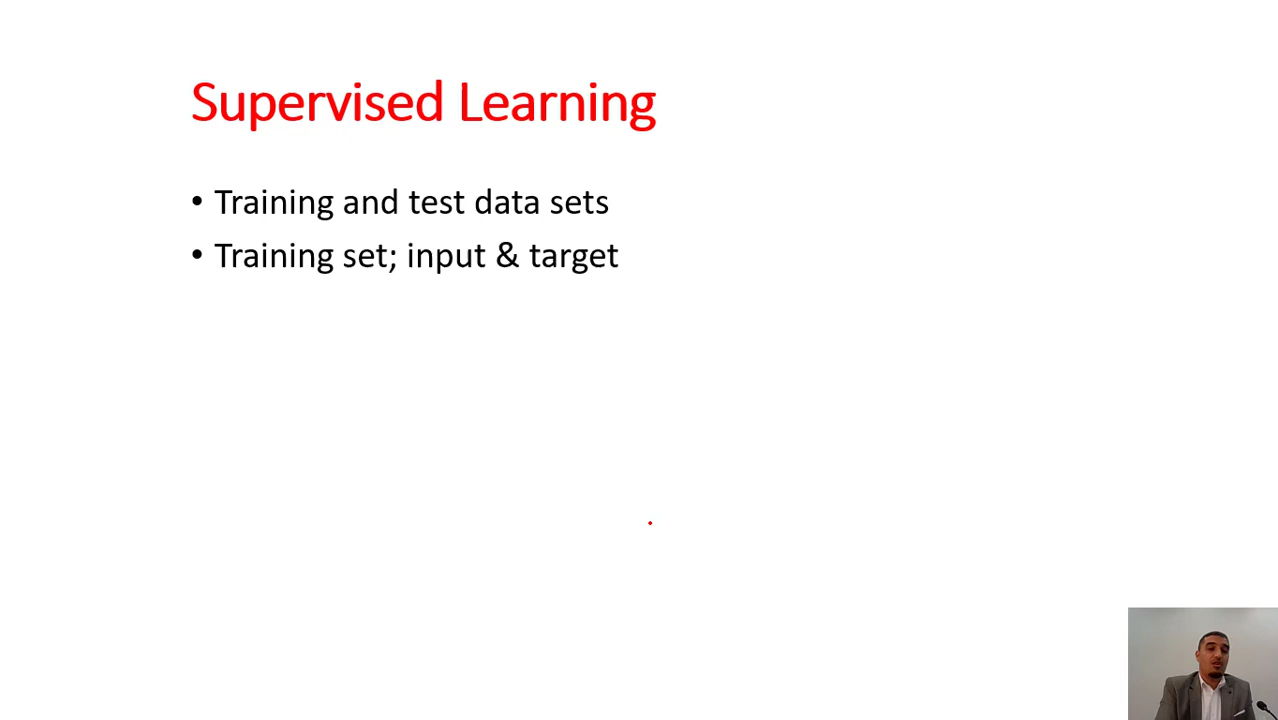 Supervised Learning
• Training and test data sets
• Training set; input & target